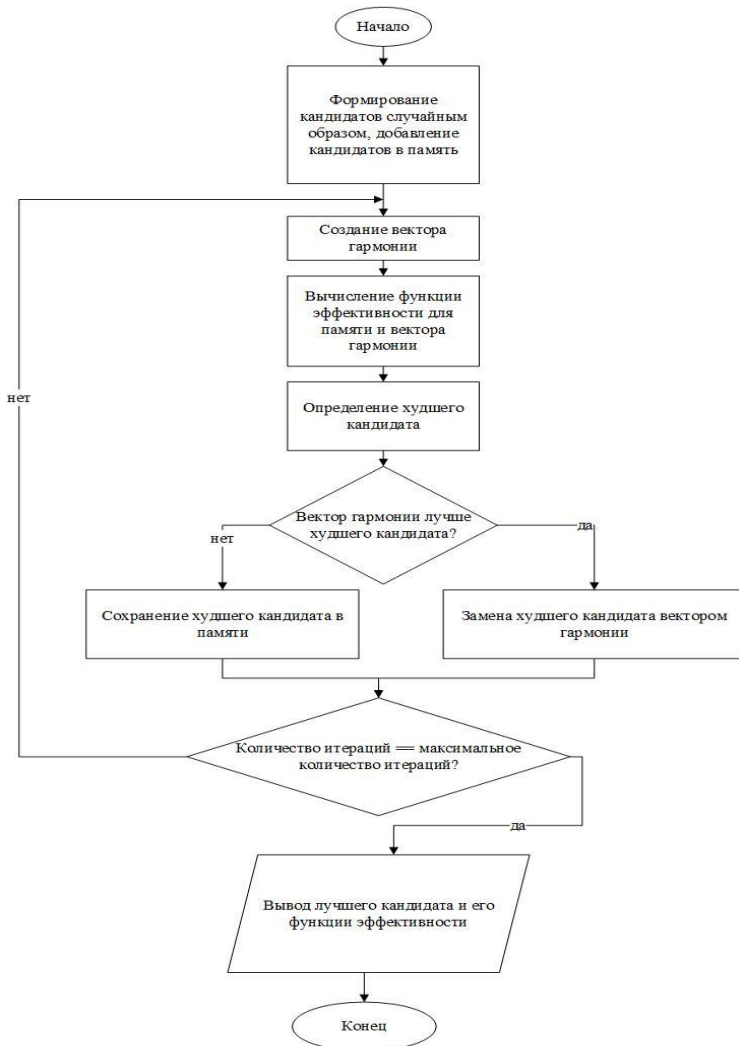 Начало
Формирование
кандидатов случайным
образом, добавление
кандидатов в память
Создание вектора
гармонии
Вычисление функции
эффективности для
памяти и вектора
гармонии
нет
Определение худшего
кандидата
Вектор гармонии лучше
худшего кандидата?
нет
да
Сохранение худшего кандидата в
памяти
Замена худшего кандидата вектором
гармонии
Количество итераций == максимальное
количество итераций?
да
Вывод лучшего кандидата и его
функции эффективности
Конец